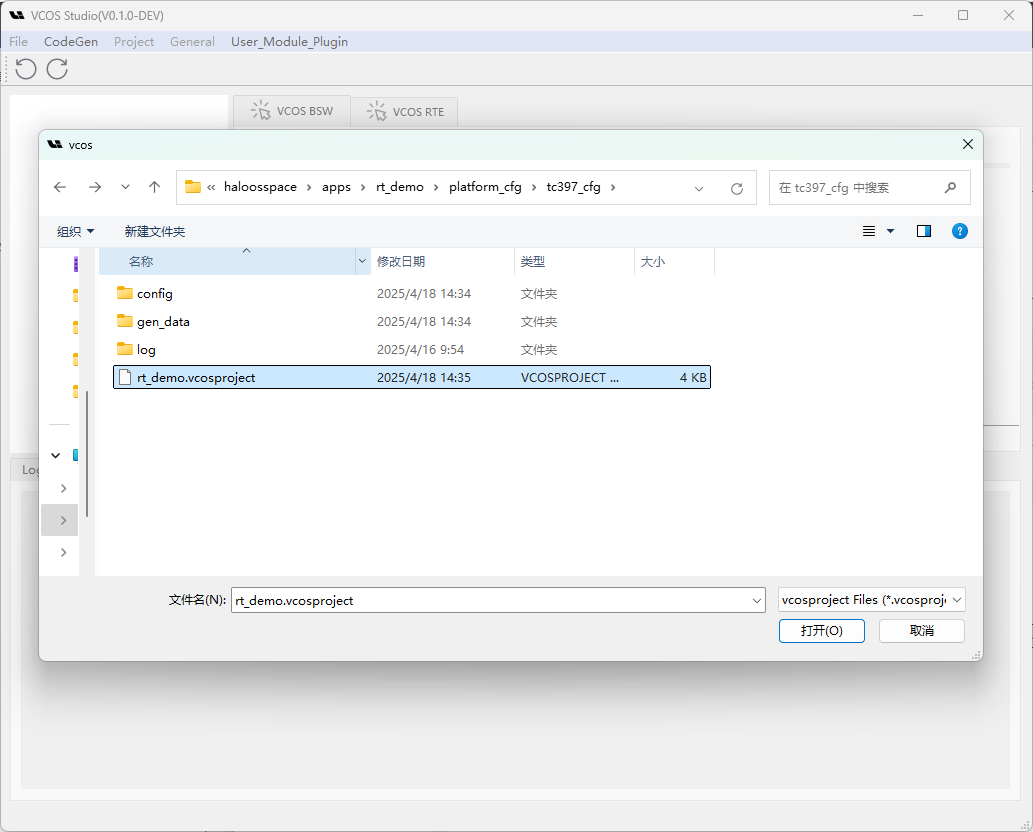 VCOS Studio(V0.1.0-DEV)
File CodeGen Project General User_Module_Plugin
VCOS BSW VCOS RTE
vcos
« haloosspace › apps › rt_demo › platform_cfg › tc397_cfg ›
在 tc397_cfg 中搜索
组织 新建文件夹
名称 修改日期 类型 大小
config 2025/4/18 14:34 文件夹
gen_data 2025/4/18 14:34 文件夹
log 2025/4/16 9:54 文件夹
rt_demo.vcosproject 2025/4/18 14:35 VCOSPROJECT ... 4 KB
Log
文件名(N): rt_demo.vcosproject vcosproject Files (*.vcosproje
打开(O) 取消